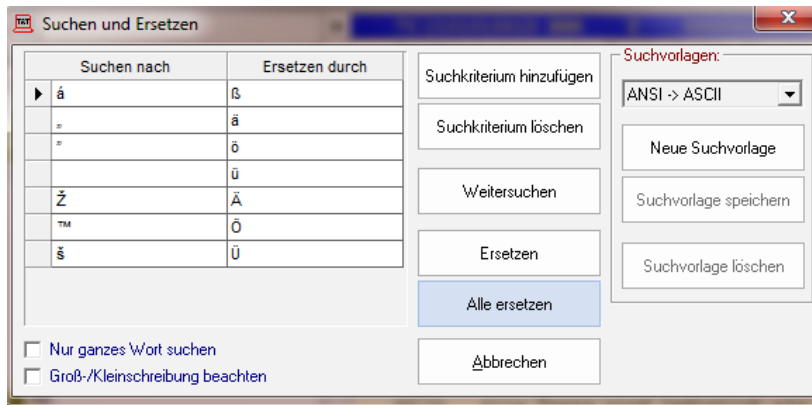 TAT
Suchen und Ersetzen
x
Suchen nach Ersetzen durch
á ß
„ ä
” ö
ü
Ž Ä
™ Ö
š Ü
Nur ganzes Wort suchen
Groß-/Kleinschreibung beachten
Suchkriterium hinzufügen
Suchkriterium löschen
Weitersuchen
Ersetzen
Alle ersetzen
Abbrechen
Suchvorlagen:
ANSI -> ASCII
Neue Suchvorlage
Suchvorlage speichern
Suchvorlage löschen